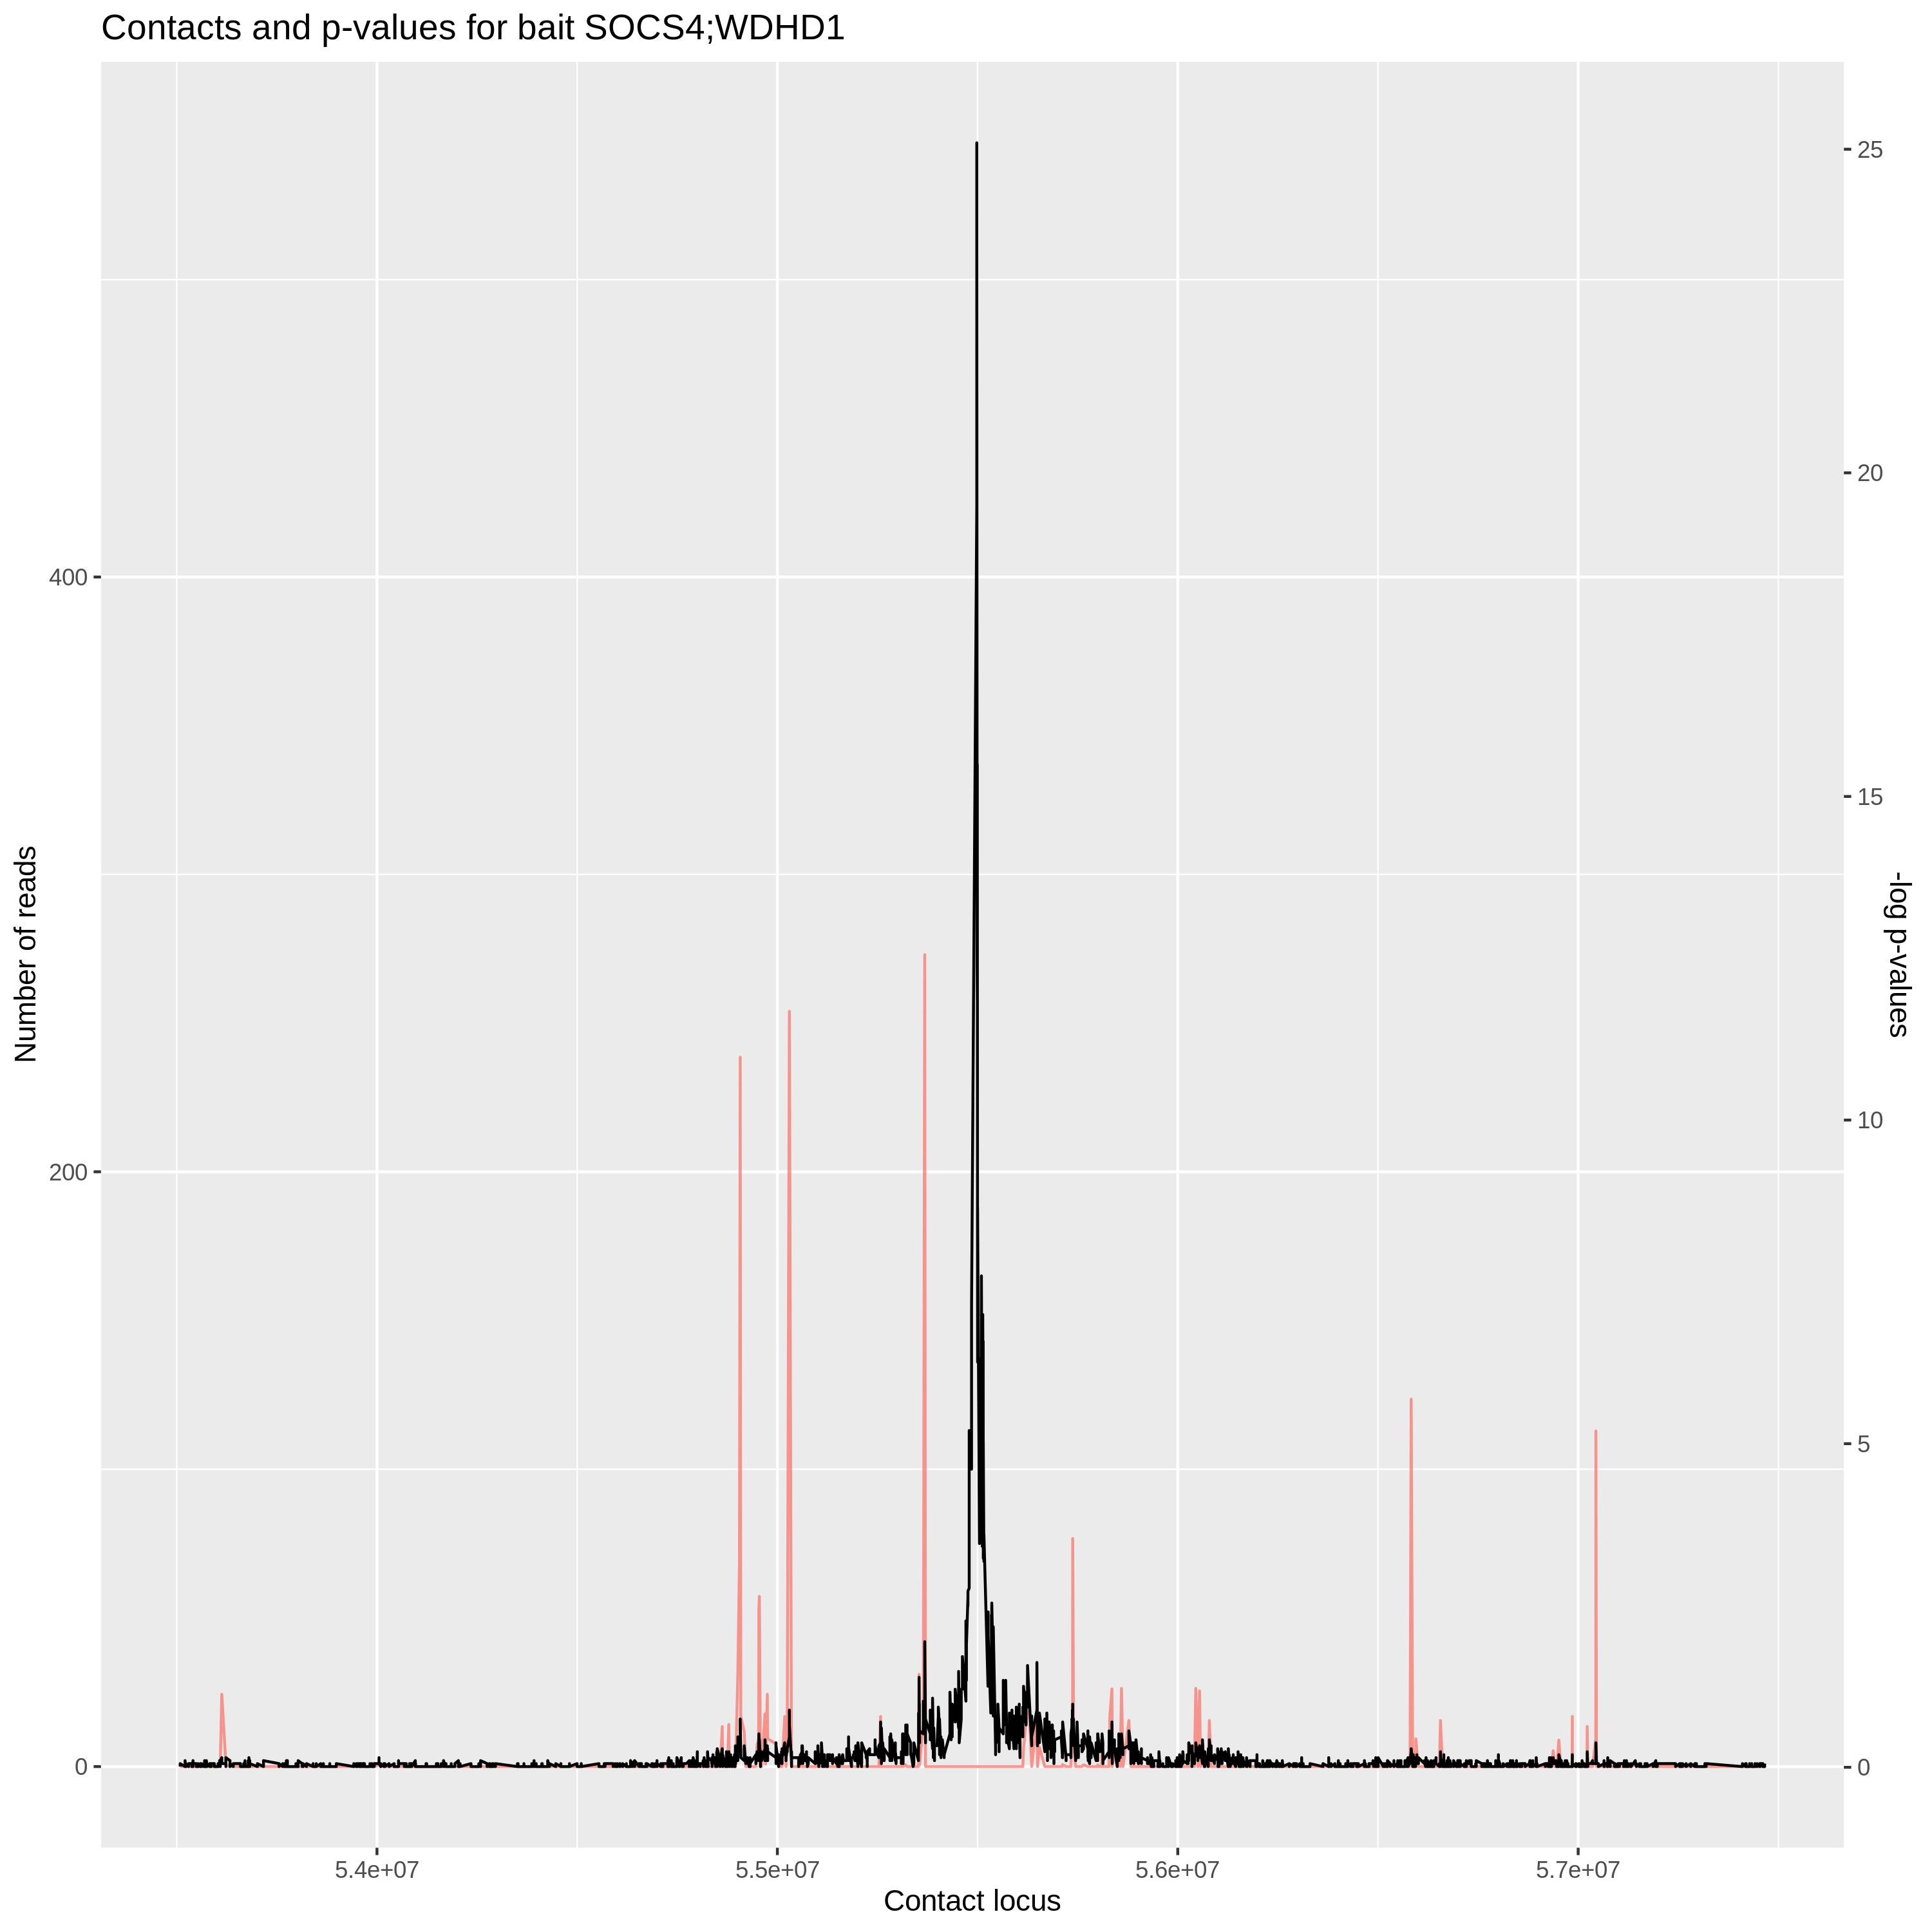 Contacts and p-values for bait SOCS4;WDHD1
Number of reads
400
200
0
25
20
15
10
5
0
-log p-values
5.4e+07 5.5e+07 5.6e+07 5.7e+07
Contact locus